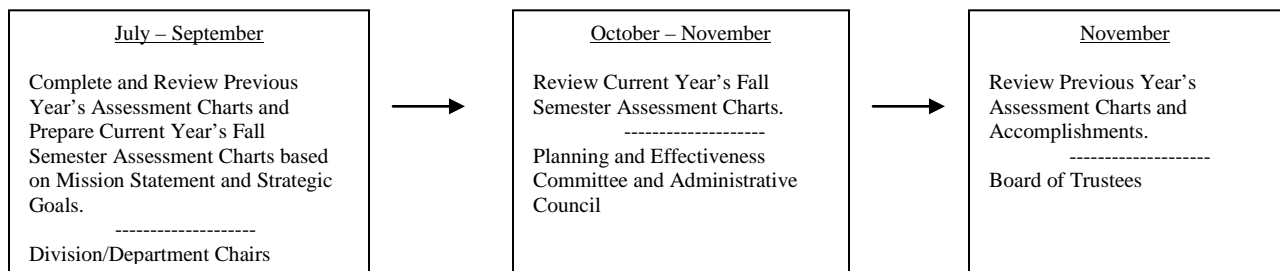 July – September
Complete and Review Previous
Year’s Assessment Charts and
Prepare Current Year’s Fall
Semester Assessment Charts based
on Mission Statement and Strategic
Goals.
--------------------
Division/Department Chairs
October – November
Review Current Year’s Fall
Semester Assessment Charts.
--------------------
Planning and Effectiveness
Committee and Administrative
Council
November
Review Previous Year’s
Assessment Charts and
Accomplishments.
--------------------
Board of Trustees